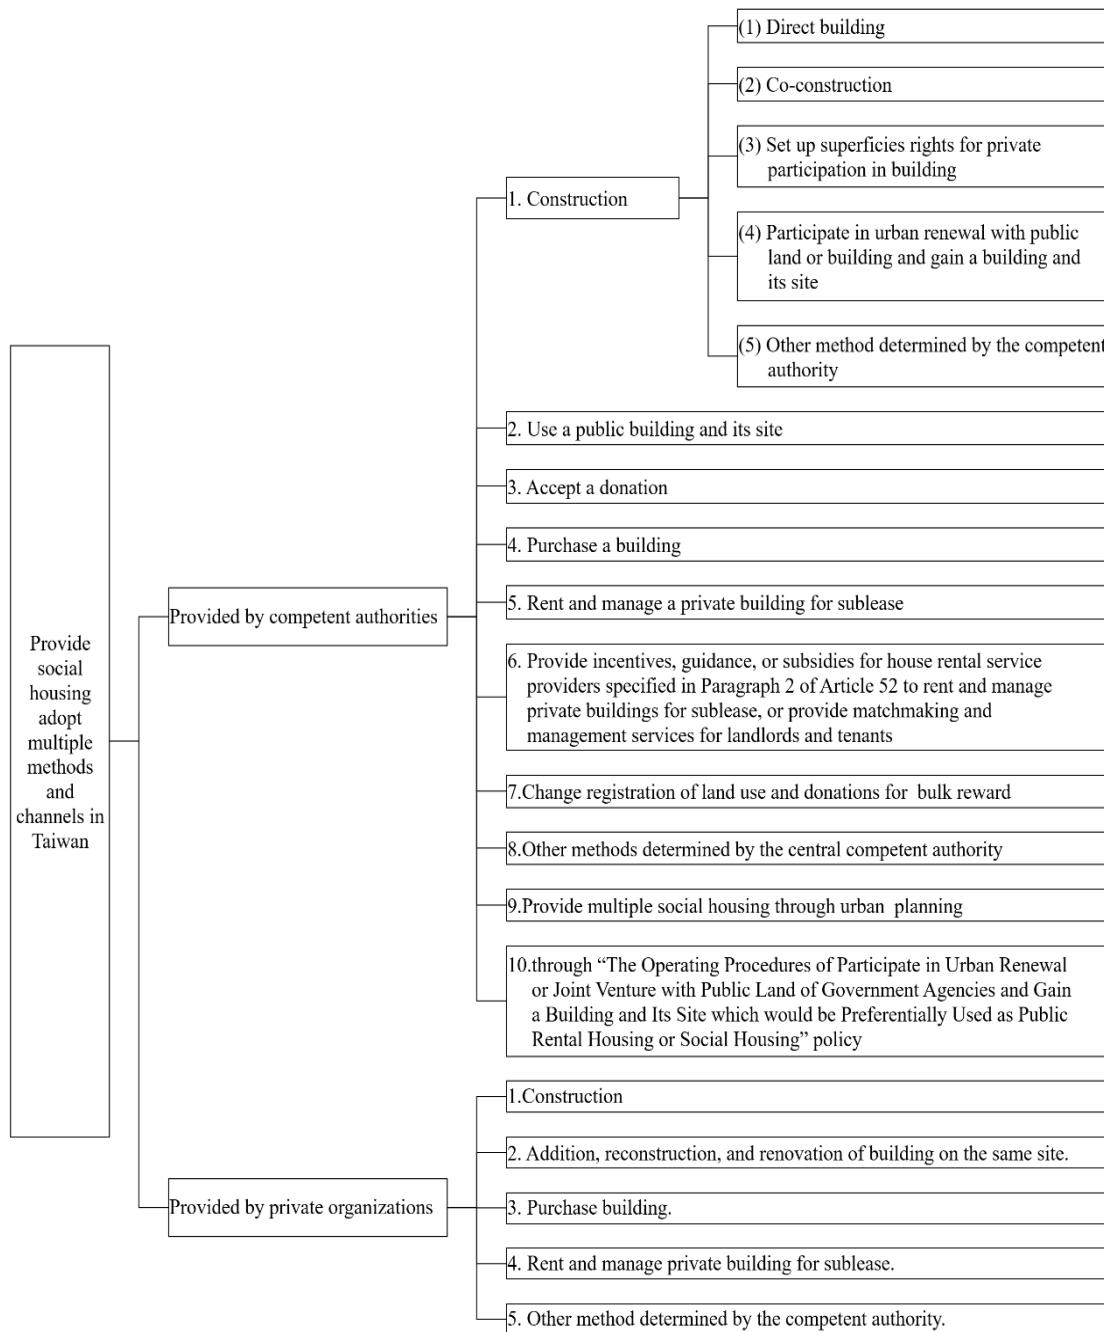 Provide
social
housing
adopt
multiple
methods
and
channels in
Taiwan
Provided by competent authorities
1. Construction
(1) Direct building
(2) Co-construction
(3) Set up superficies rights for private
participation in building
(4) Participate in urban renewal with public
land or building and gain a building and
its site
(5) Other method determined by the competent
authority
2. Use a public building and its site
3. Accept a donation
4. Purchase a building
5. Rent and manage a private building for sublease
6. Provide incentives, guidance, or subsidies for house rental service
providers specified in Paragraph 2 of Article 52 to rent and manage
private buildings for sublease, or provide matchmaking and
management services for landlords and tenants
7.Change registration of land use and donations for bulk reward
8.Other methods determined by the central competent authority
9.Provide multiple social housing through urban planning
10.through “The Operating Procedures of Participate in Urban Renewal
or Joint Venture with Public Land of Government Agencies and Gain
a Building and Its Site which would be Preferentially Used as Public
Rental Housing or Social Housing” policy
Provided by private organizations
1.Construction
2. Addition, reconstruction, and renovation of building on the same site.
3. Purchase building.
4. Rent and manage private building for sublease.
5. Other method determined by the competent authority.